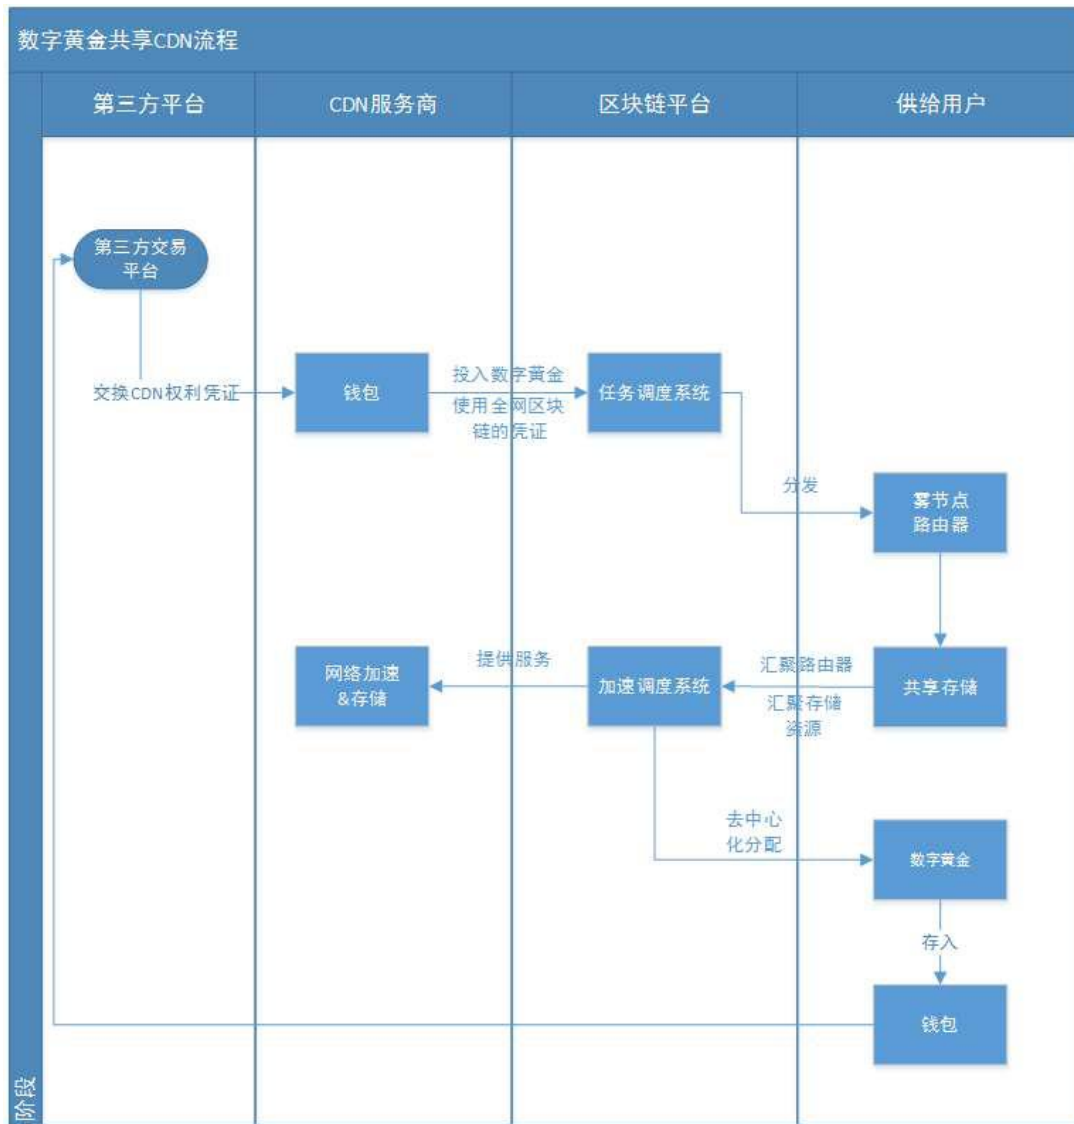 数字黄金共享CDN流程
第三方平台
CDN服务商
区块链平台
供给用户
第三方交易
平台
交换CDN权利凭证
钱包
投入数字黄金
使用全网区块
链的凭证
任务调度系统
分发
雾节点
路由器
网络加速
&存储
提供服务
加速调度系统
汇聚路由器
汇聚存储
资源
共享存储
去中心
化分配
数字黄金
存入
钱包
阶段